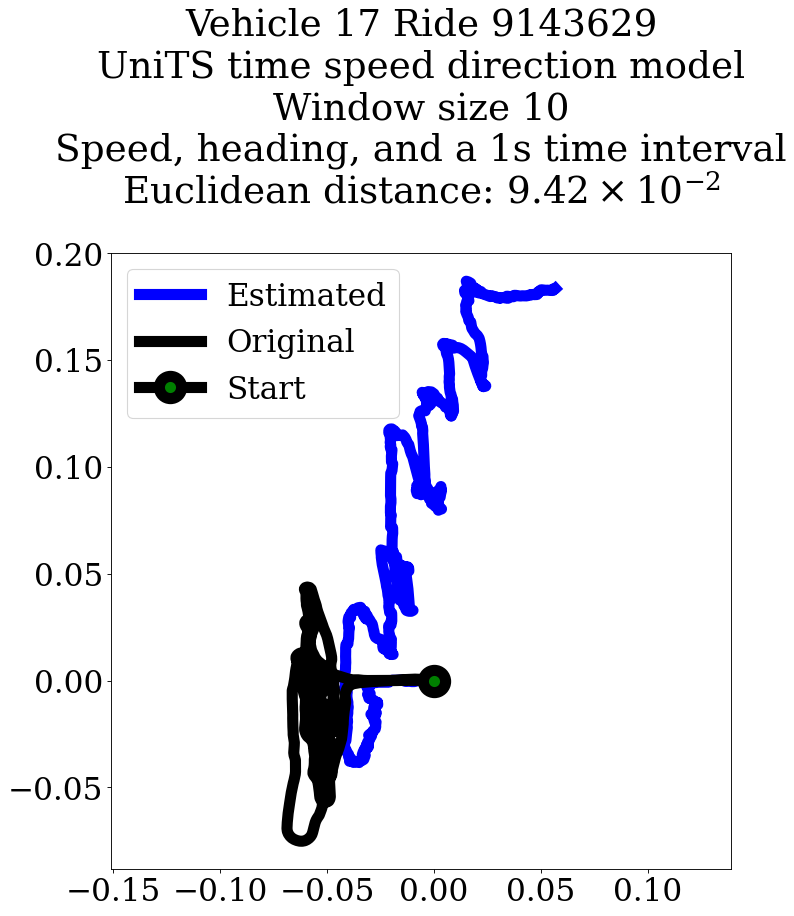 Vehicle 17 Ride 9143629
UniTS time speed direction model
Window size 10
Speed, heading, and a 1s time interval
Euclidean distance: 9.42 × 10⁻²
0.20
Estimated
Original
Start
0.15
0.10
0.05
0.00
−0.05
−0.15 −0.10 −0.05 0.00 0.05 0.10